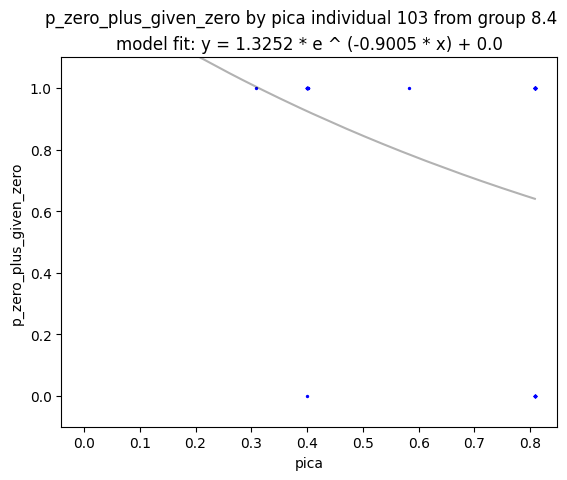 p_zero_plus_given_zero by pica individual 103 from group 8.4
model fit: y = 1.3252 * e ^ (-0.9005 * x) + 0.0
1.0
0.8
0.6
0.4
0.2
0.0
p_zero_plus_given_zero
0.0 0.1 0.2 0.3 0.4 0.5 0.6 0.7 0.8
pica